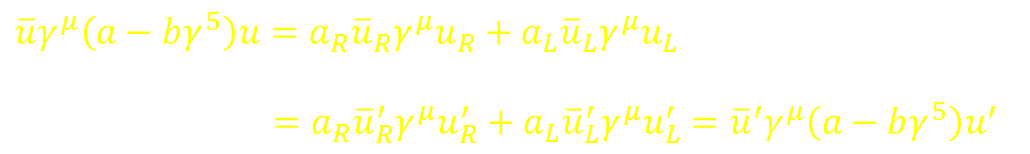 ūγ^μ(a − bγ^5)u = a_R ū_R γ^μ u_R + a_L ū_L γ^μ u_L
= a_R ū′_R γ^μ u′_R + a_L ū′_L γ^μ u′_L = ū′γ^μ(a − bγ^5)u′